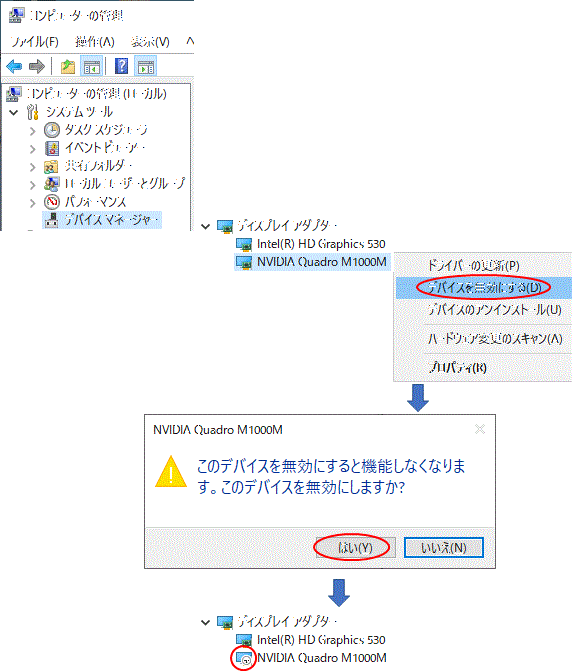 コンピューターの管理
ファイル(F) 操作(A) 表示(V)
コンピューターの管理 (ローカル)
システム ツール
タスク スケジューラ
イベント ビューアー
共有フォルダー
ローカル ユーザーとグループ
パフォーマンス
デバイス マネージャー
ディスプレイ アダプター
Intel(R) HD Graphics 530
NVIDIA Quadro M1000M
ドライバーの更新(P)
デバイスを無効にする(D)
デバイスのアンインストール(U)
ハードウェア変更のスキャン(A)
プロパティ(R)
NVIDIA Quadro M1000M
このデバイスを無効にすると機能しなくなりま
す。このデバイスを無効にしますか?
はい(Y) いいえ(N)
ディスプレイ アダプター
Intel(R) HD Graphics 530
NVIDIA Quadro M1000M